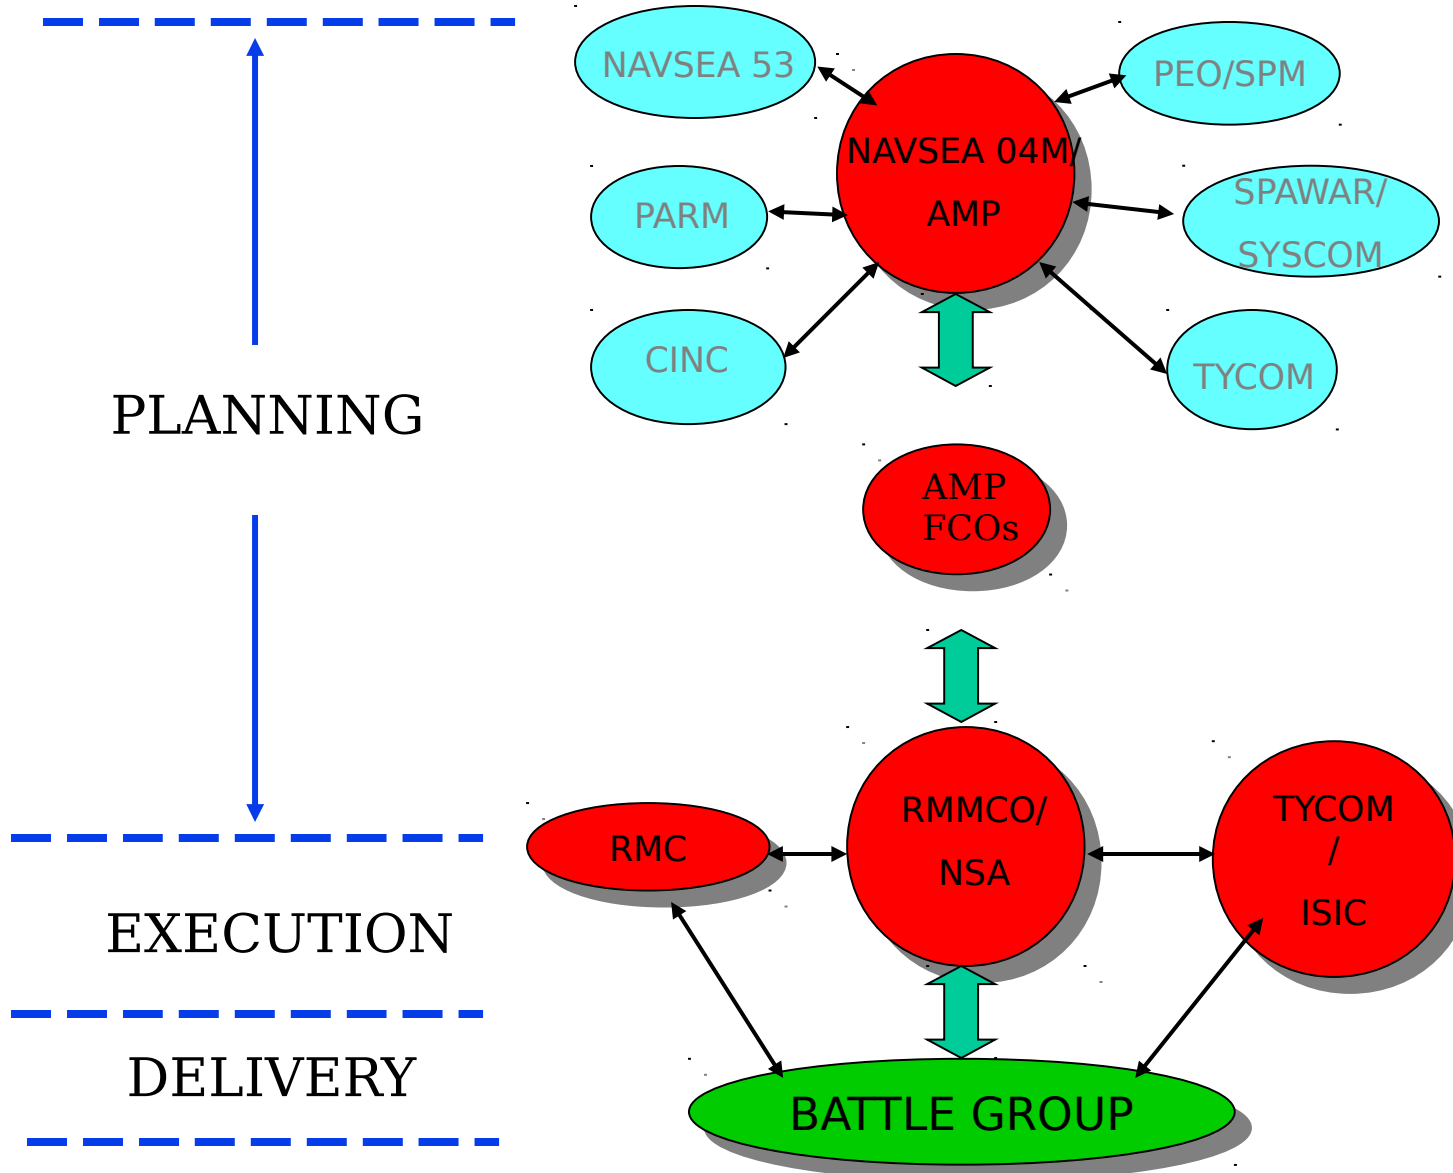 NAVSEA 53
PEO/SPM
NAVSEA 04M/
AMP
PARM
SPAWAR/
SYSCOM
CINC
TYCOM
PLANNING
AMP
FCOs
RMC
RMMCO/
NSA
TYCOM
/
ISIC
EXECUTION
DELIVERY
BATTLE GROUP